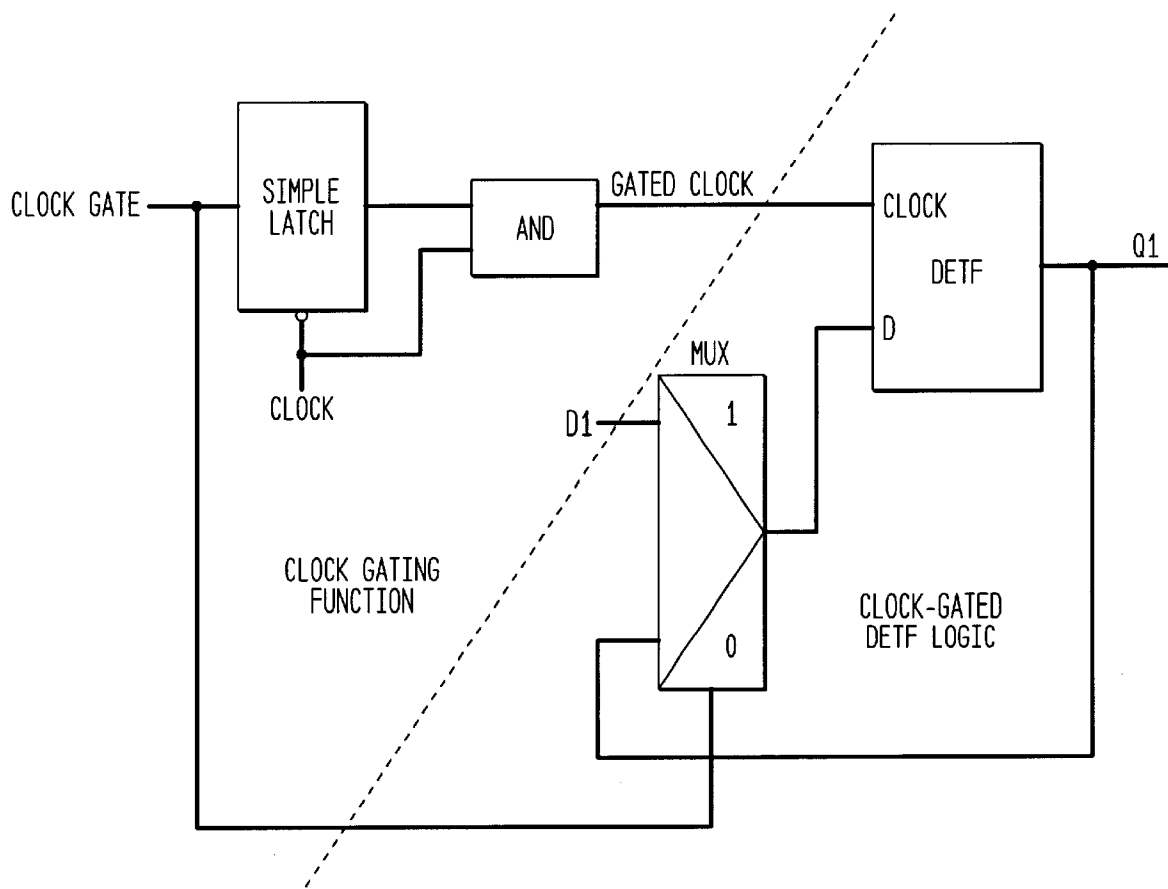 CLOCK GATE
SIMPLE
LATCH
AND
GATED CLOCK
CLOCK
DETF
D
Q1
CLOCK
MUX
D1
1
0
CLOCK GATING
FUNCTION
CLOCK-GATED
DETF LOGIC